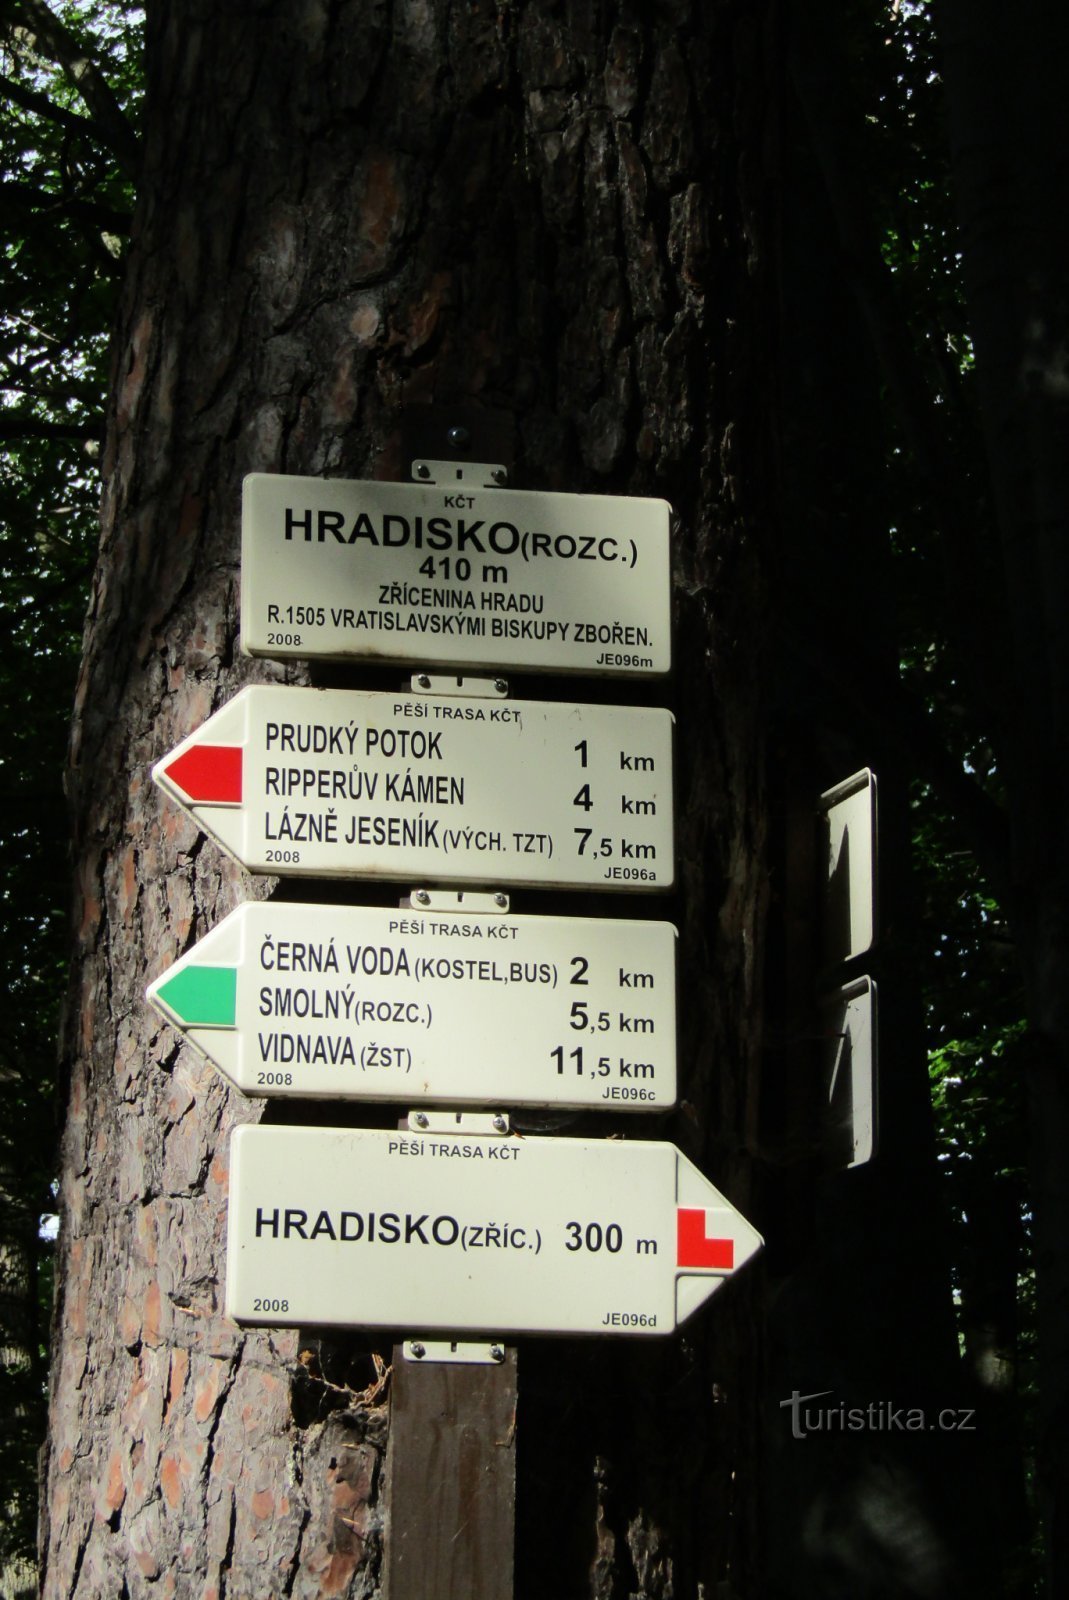 KČT
HRADISKO(ROZC.)
410 m
ZŘÍCENINA HRADU
R.1505 VRATISLAVSKÝMI BISKUPY ZBOŘEN.
2008 JE096m
PĚŠÍ TRASA KČT
PRUDKÝ POTOK 1 km
RIPPERŮV KÁMEN 4 km
LÁZNĚ JESENÍK(VÝCH. TZT) 7,5 km
2008 JE096a
PĚŠÍ TRASA KČT
ČERNÁ VODA(KOSTEL,BUS) 2 km
SMOLNÝ(ROZC.) 5,5 km
VIDNAVA(ŽST) 11,5 km
2008 JE096c
PĚŠÍ TRASA KČT
HRADISKO(ZŘÍC.) 300 m
2008 JE096d
Turistika.cz